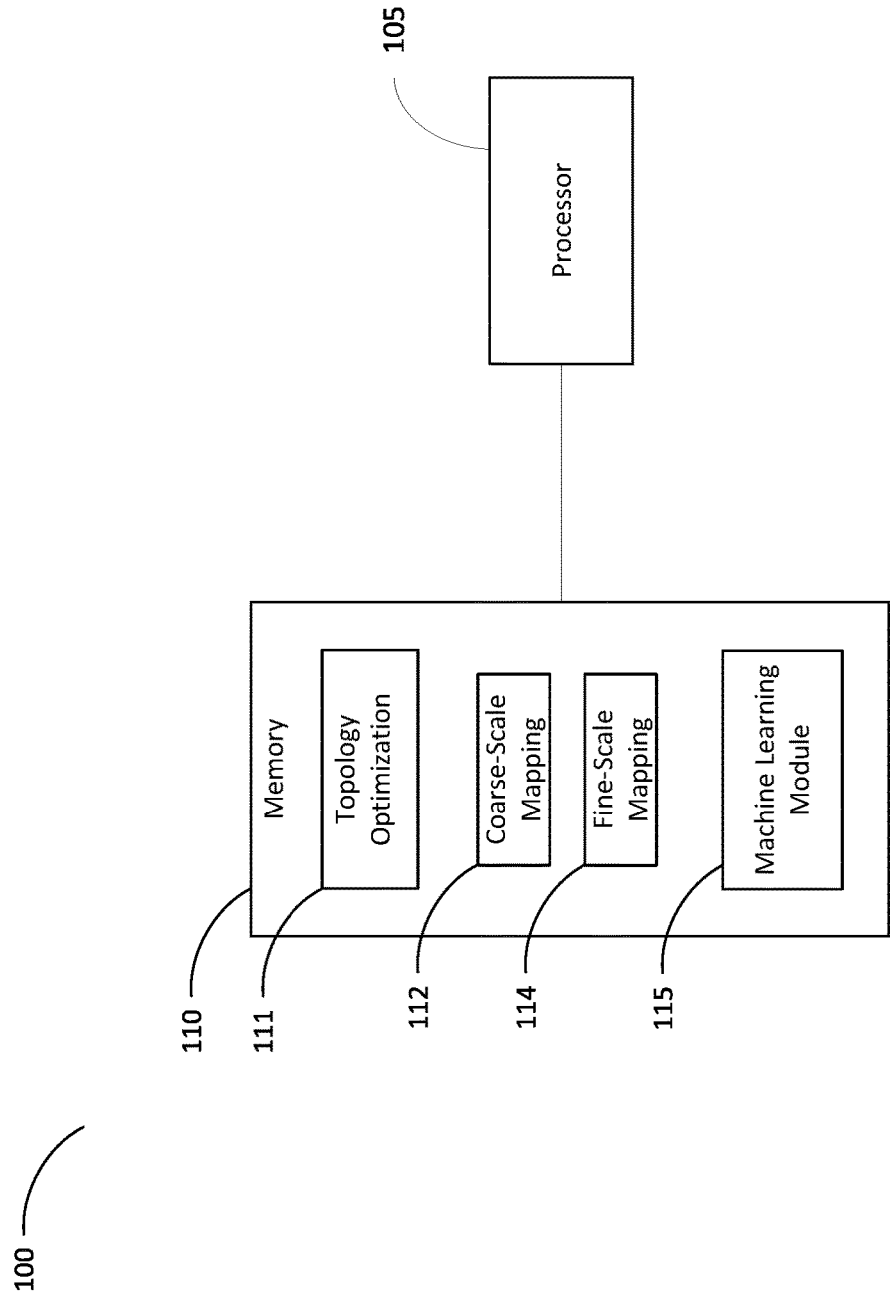 100
110
Memory
111
Topology
Optimization
112
Coarse-Scale
Mapping
114
Fine-Scale
Mapping
115
Machine Learning
Module
105
Processor